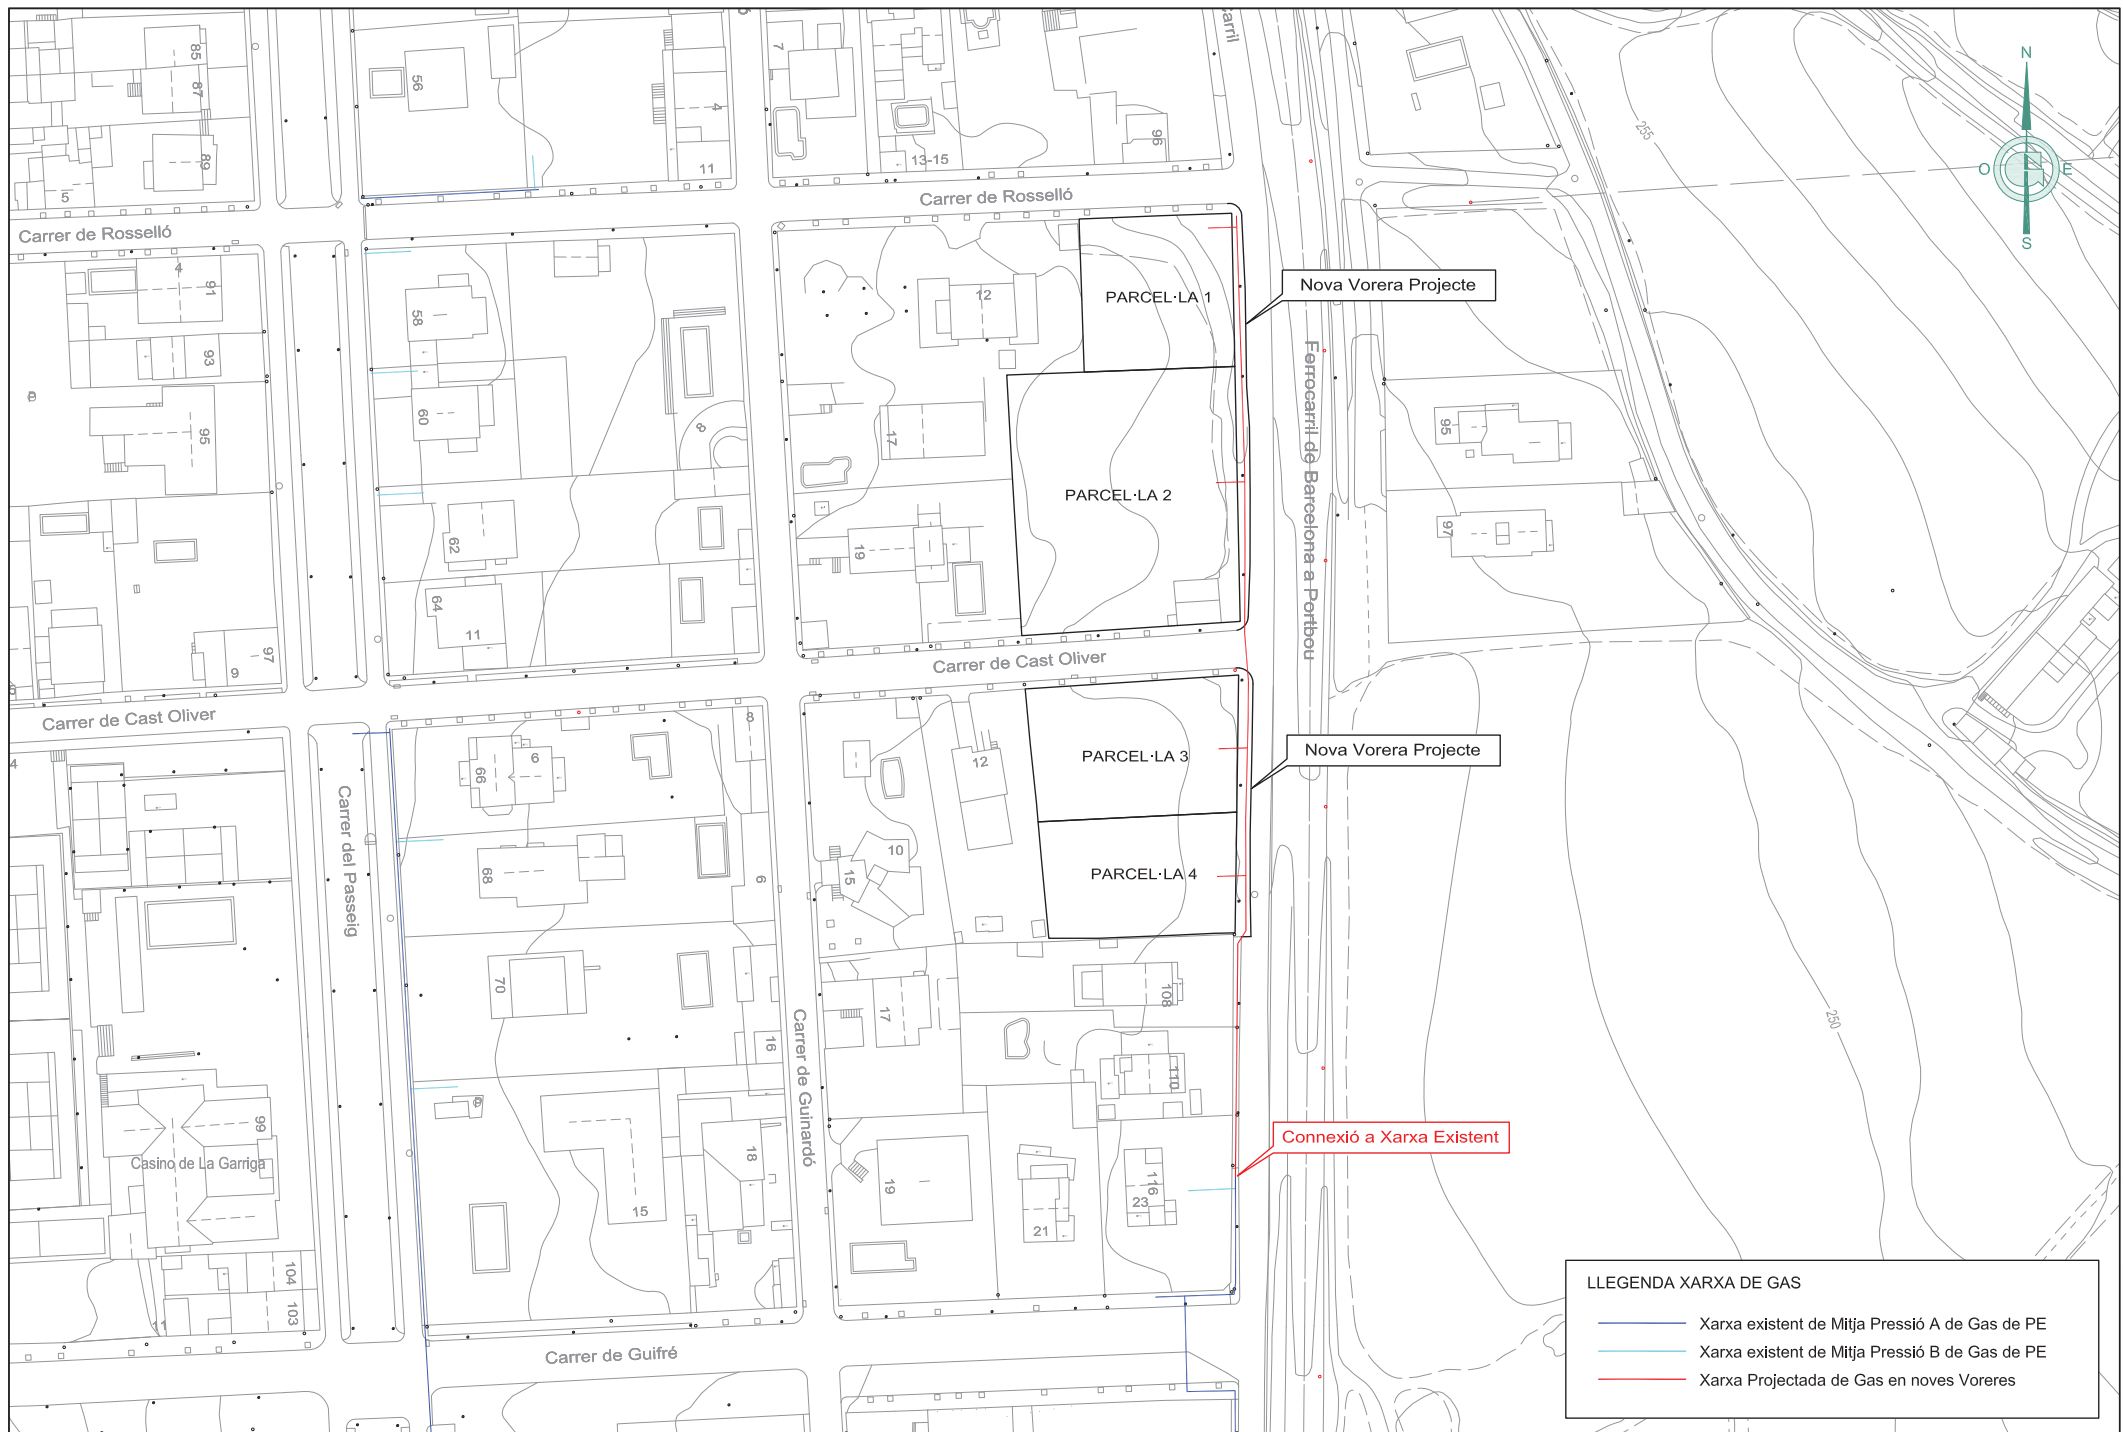 85
87
89
5
56
4
11
7
13-15
96
arril
255
N
O
E
S
Carrer de Rosselló
Carrer de Rosselló
4
91
93
95
58
60
62
64
11
8
12
17
19
PARCEL·LA 1
PARCEL·LA 2
Nova Vorera Projecte
Ferrocarril de Barcelona a Portbou
95
97
9
97
Carrer de Cast Oliver
Carrer de Cast Oliver
4
Carrer del Passeig
66
6
8
68
6
70
16
12
10
15
PARCEL·LA 3
PARCEL·LA 4
Nova Vorera Projecte
Carrer de Guinardó
17
108
110
250
99
Casino de La Garriga
18
15
19
21
23
116
Connexió a Xarxa Existent
104
103
11
Carrer de Guifré
LLEGENDA XARXA DE GAS
Xarxa existent de Mitja Pressió A de Gas de PE
Xarxa existent de Mitja Pressió B de Gas de PE
Xarxa Projectada de Gas en noves Voreres